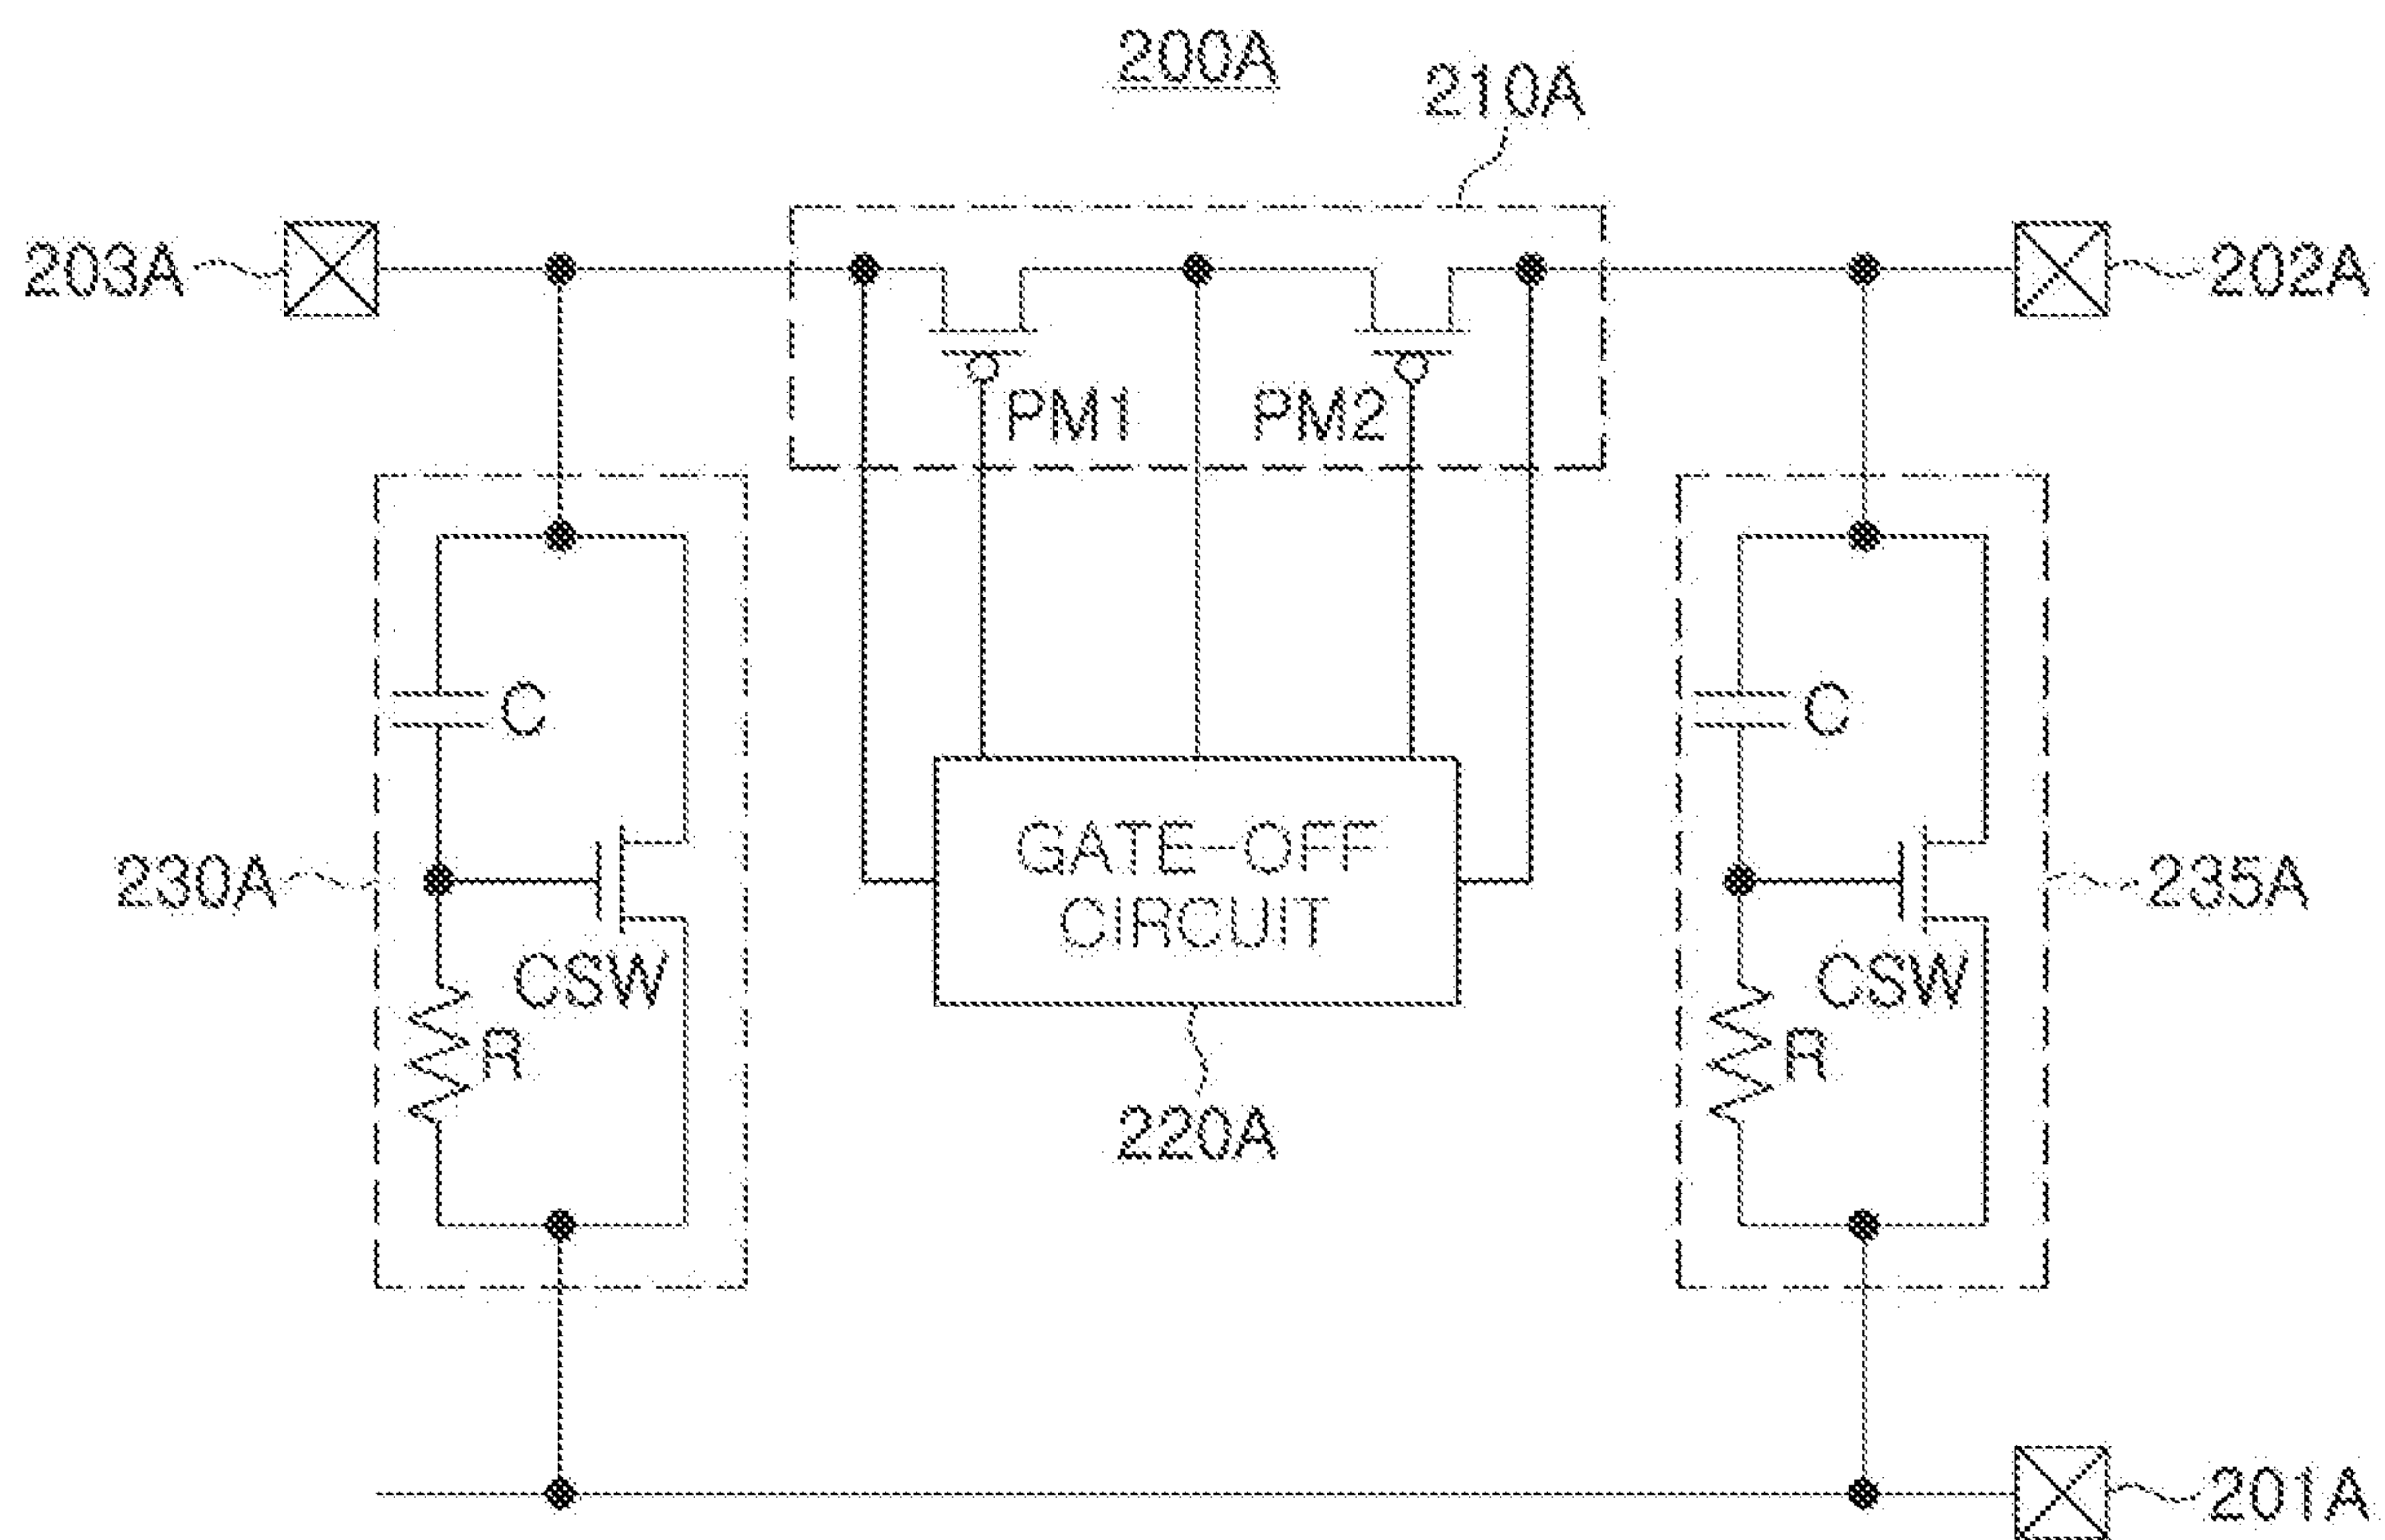 200A
210A
203A
202A
PM1
PM2
C
C
GATE-OFF
CIRCUIT
230A
235A
CSW
CSW
R
R
220A
201A